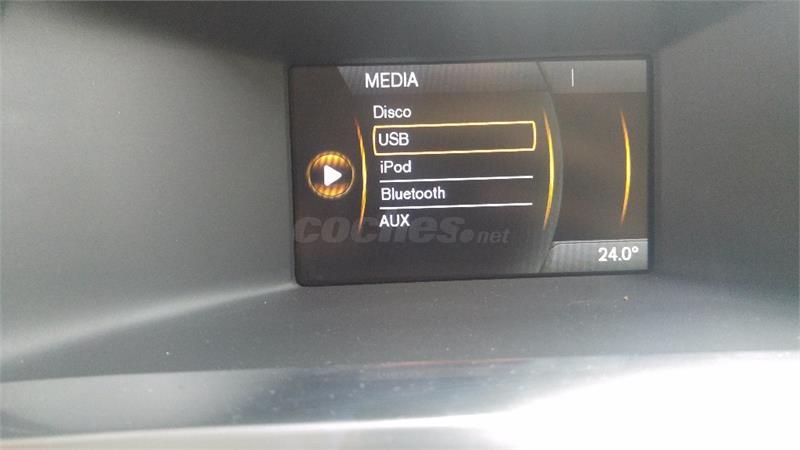 MEDIA
Disco
USB
iPod
Bluetooth
AUX
coches.net
24.0°